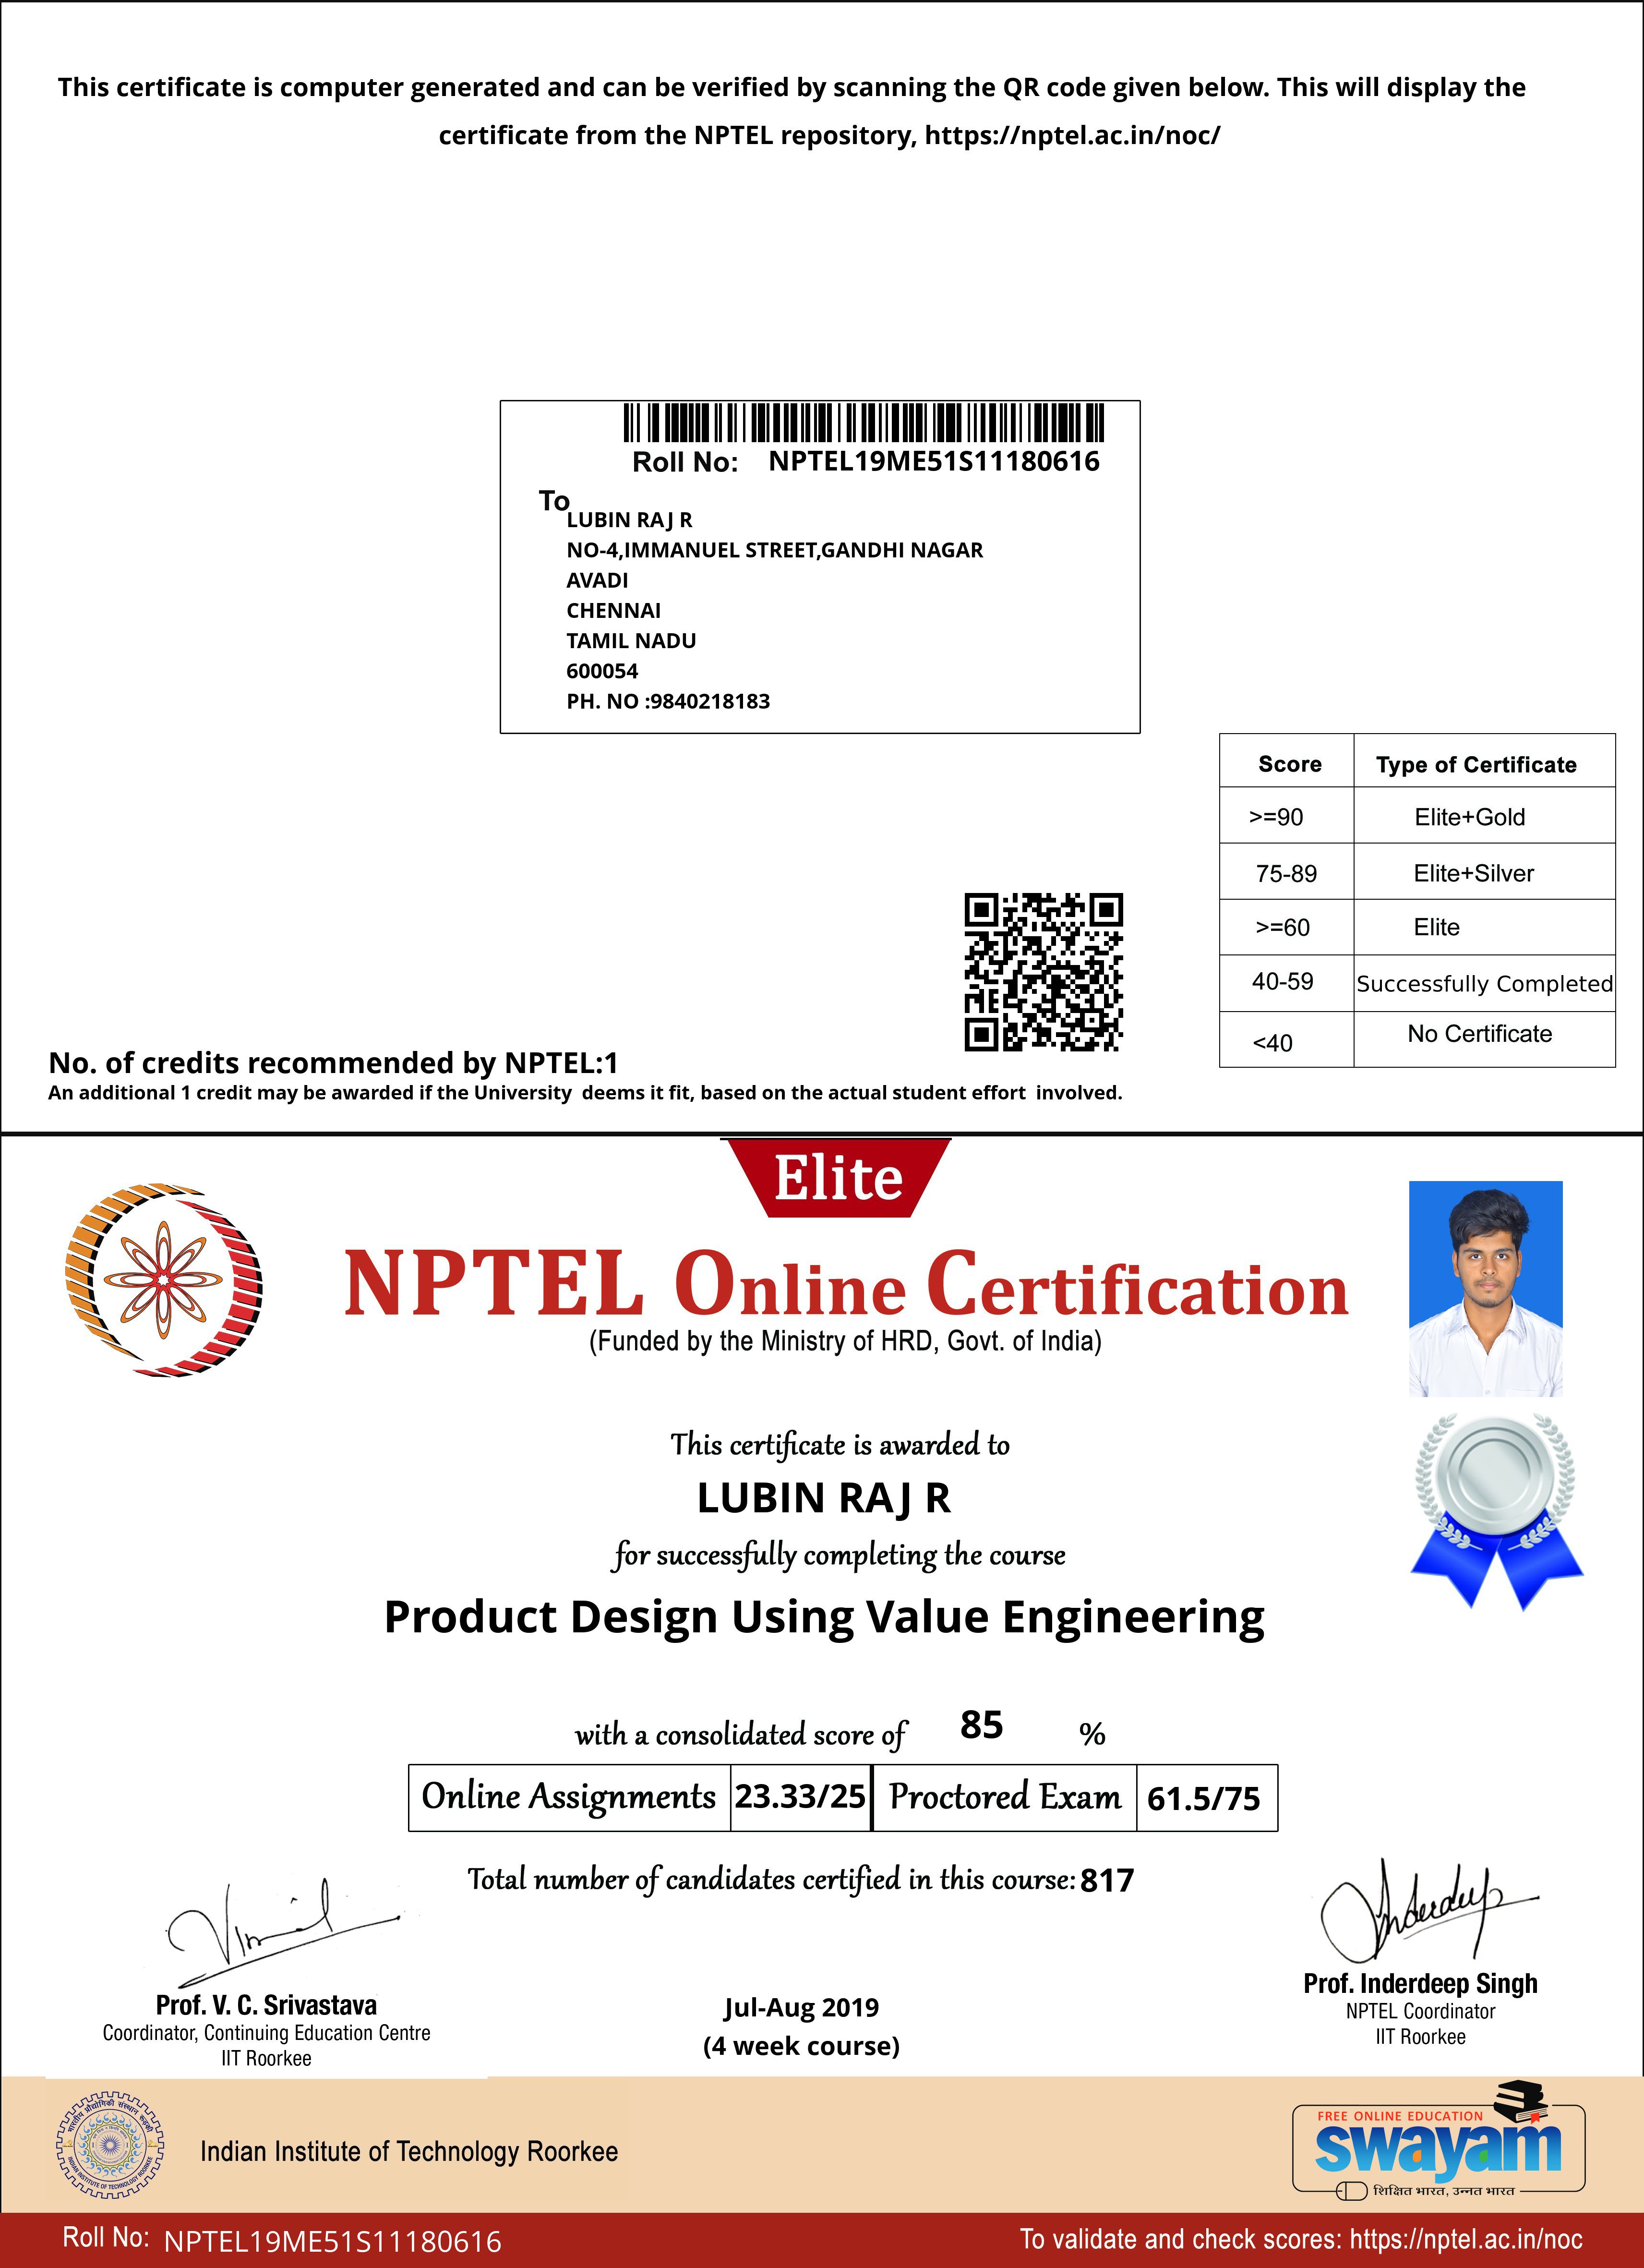 This certificate is computer generated and can be verified by scanning the QR code given below. This will display the
certificate from the NPTEL repository, https://nptel.ac.in/noc/
Roll No: NPTEL19ME51S11180616
To
LUBIN RAJ R
NO-4,IMMANUEL STREET,GANDHI NAGAR
AVADI
CHENNAI
TAMIL NADU
600054
PH. NO :9840218183
Score Type of Certificate
>=90 Elite+Gold
75-89 Elite+Silver
>=60 Elite
40-59 Successfully Completed
<40 No Certificate
No. of credits recommended by NPTEL:1
An additional 1 credit may be awarded if the University deems it fit, based on the actual student effort involved.
Elite
NPTEL Online Certification
(Funded by the Ministry of HRD, Govt. of India)
This certificate is awarded to
LUBIN RAJ R
for successfully completing the course
Product Design Using Value Engineering
with a consolidated score of 85 %
Online Assignments 23.33/25 Proctored Exam 61.5/75
Total number of candidates certified in this course: 817
Vimal
Inderdeep
Prof. V. C. Srivastava
Coordinator, Continuing Education Centre
IIT Roorkee
Jul-Aug 2019
(4 week course)
Prof. Inderdeep Singh
NPTEL Coordinator
IIT Roorkee
भारतीय प्रौद्योगिकी संस्थान रुड़की
INDIAN INSTITUTE OF TECHNOLOGY ROORKEE
Indian Institute of Technology Roorkee
FREE ONLINE EDUCATION
swayam
शिक्षित भारत, उन्नत भारत
Roll No: NPTEL19ME51S11180616
To validate and check scores: https://nptel.ac.in/noc